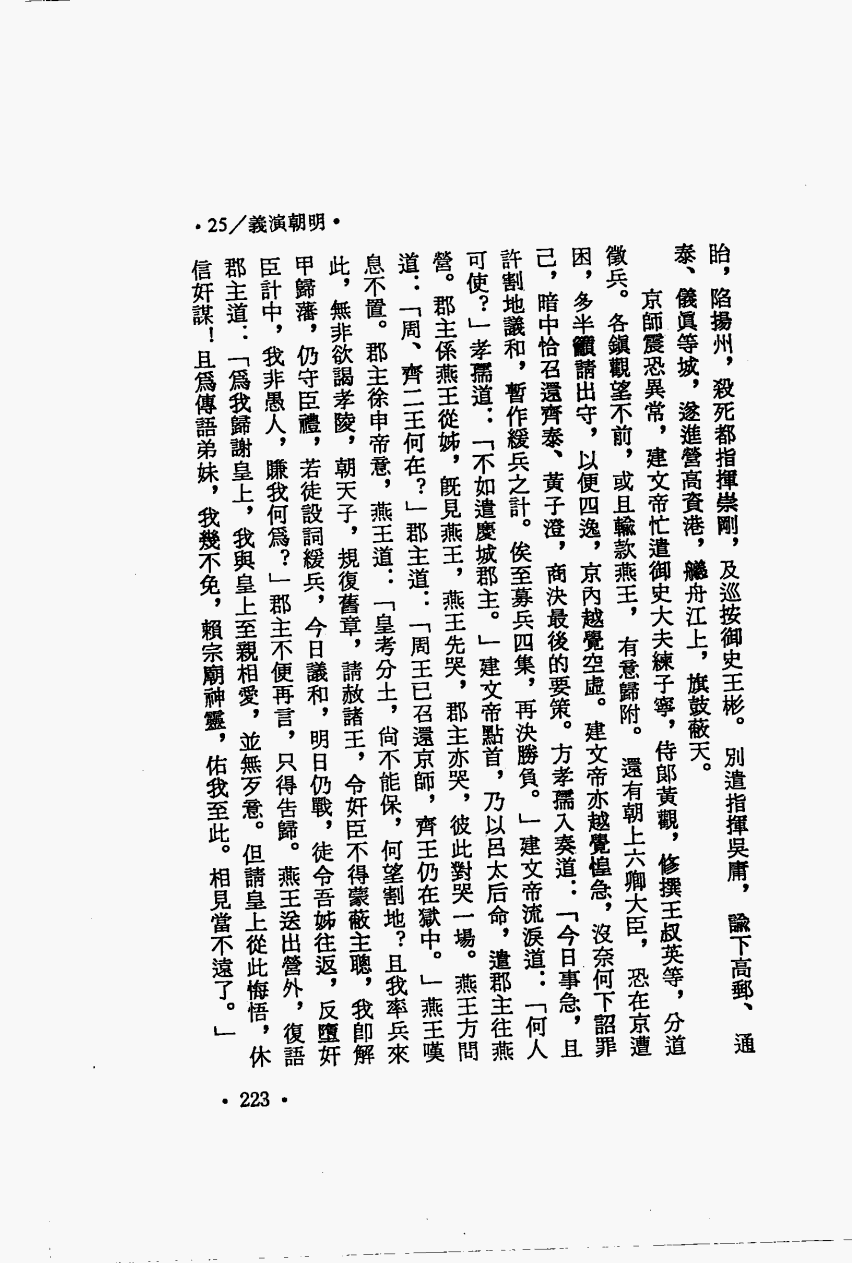 ·25／義演朝明·
眙，陷揚州，殺死都指揮崇剛，及巡按御史王彬。別遣指揮吳庸，諭下高郵、通
泰、儀眞等城，遂進營高資港，艤舟江上，旗鼓蔽天。
京師震恐異常，建文帝忙遣御史大夫練子寧，侍郎黃觀，修撰王叔英等，分道
徵兵。各鎭觀望不前，或且輸款燕王，有意歸附。還有朝上六卿大臣，恐在京遭
困，多半讟請出守，以便四逸，京內越覺空虛。建文帝亦越覺惶急，沒奈何下詔罪
己，暗中恰召還齊泰、黃子澄，商決最後的要策。方孝孺入奏道：「今日事急，且
許割地議和，暫作緩兵之計。俟至募兵四集，再決勝負。」建文帝流淚道：「何人
可使？」孝孺道：「不如遣慶城郡主。」建文帝點首，乃以呂太后命，遣郡主往燕
營。郡主係燕王從姊，旣見燕王，燕王先哭，郡主亦哭，彼此對哭一場。燕王方問
道：「周、齊二王何在？」郡主道：「周王已召還京師，齊王仍在獄中。」燕王嘆
息不置。郡主徐申帝意，燕王道：「皇考分土，尙不能保，何望割地？且我率兵來
此，無非欲謁孝陵，朝天子，規復舊章，請赦諸王，令奸臣不得蒙蔽主聰，我卽解
甲歸藩，仍守臣禮，若徒設詞緩兵，今日議和，明日仍戰，徒令吾姊往返，反墮奸
臣計中，我非愚人，賺我何爲？」郡主不便再言，只得告歸。燕王送出營外，復語
郡主道：「爲我歸謝皇上，我與皇上至親相愛，並無歹意。但請皇上從此悔悟，休
信奸謀！且爲傳語弟妹，我幾不免，賴宗廟神靈，佑我至此。相見當不遠了。」
·223·